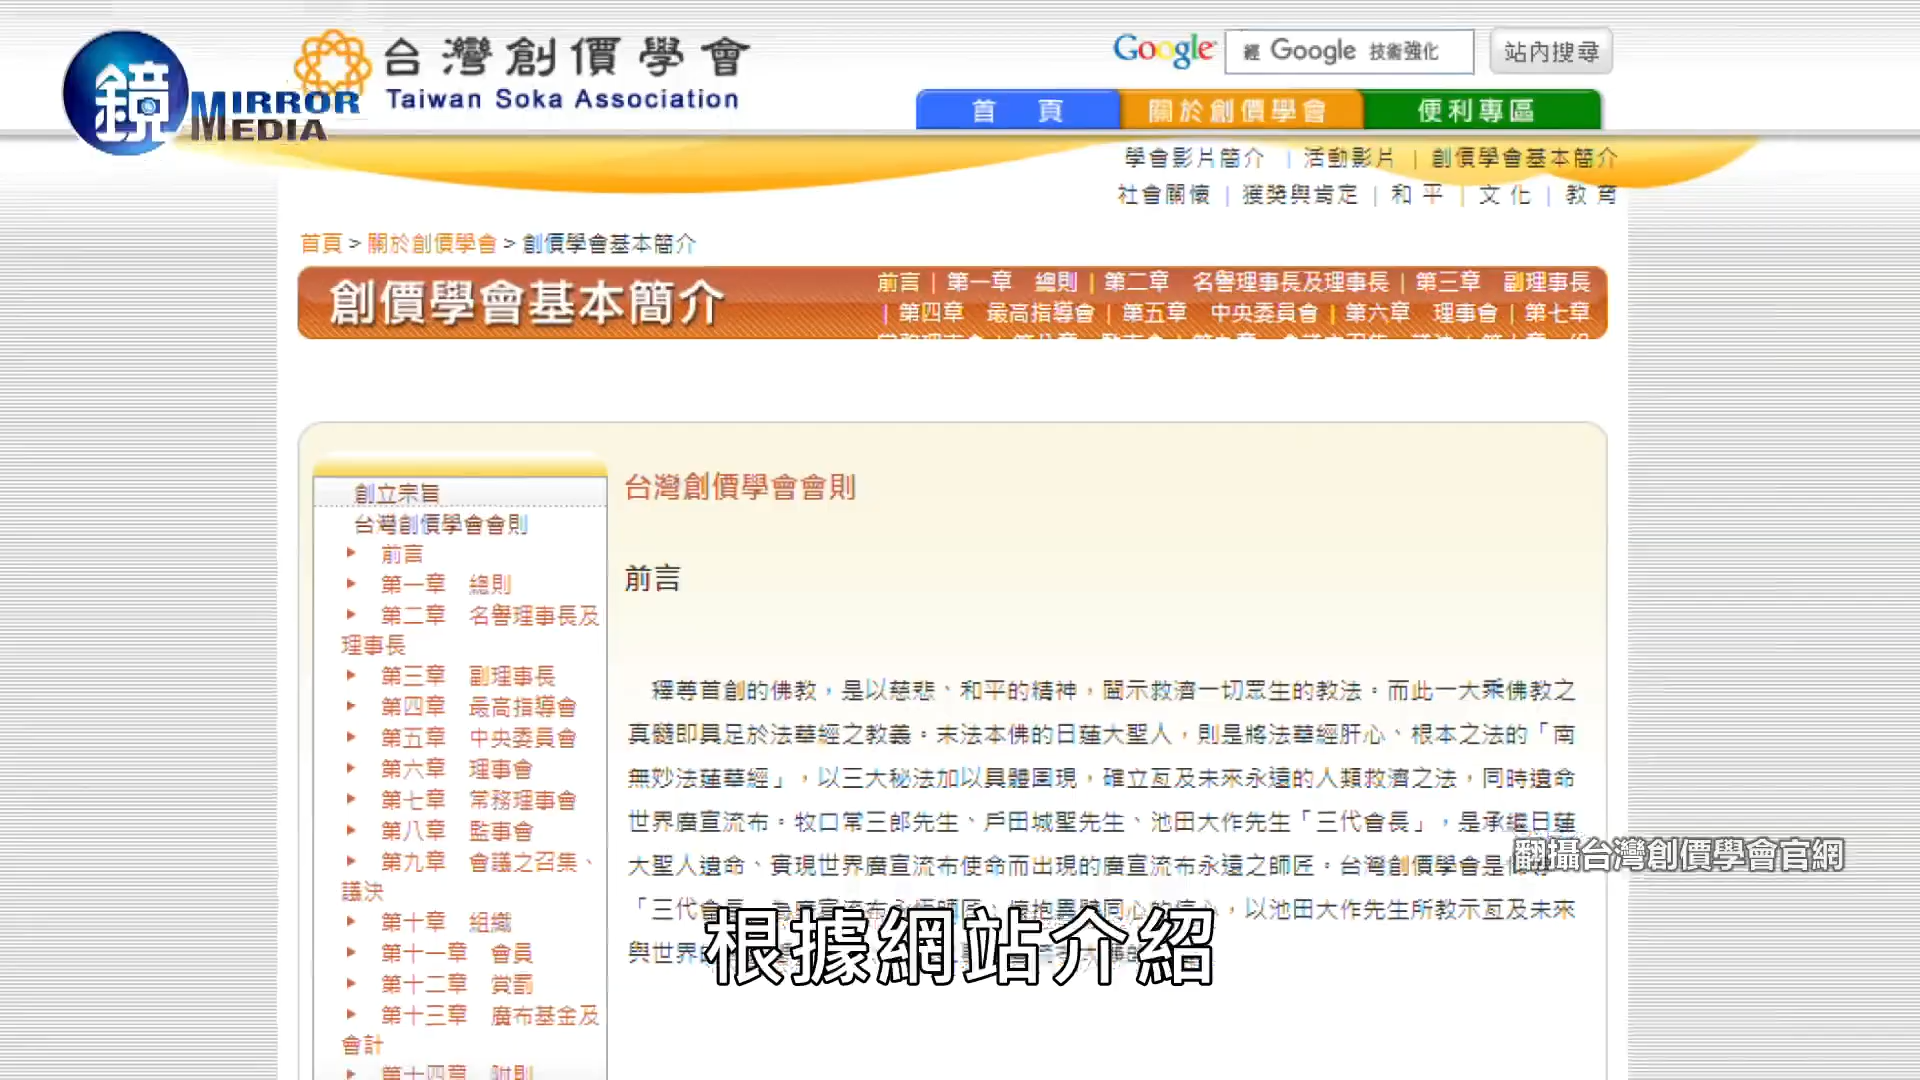 鏡 MIRROR MEDIA
台灣創價學會
Taiwan Soka Association
Google 經 Google 技術強化 站內搜尋
首 頁 關於創價學會 便利專區
學會影片簡介 | 活動影片 | 創價學會基本簡介
社會關懷 | 獲獎與肯定 | 和 平 | 文 化 | 教 育
首頁 > 關於創價學會 > 創價學會基本簡介
創價學會基本簡介
前言 | 第一章 總則 | 第二章 名譽理事長及理事長 | 第三章 副理事長
| 第四章 最高指導會 | 第五章 中央委員會 | 第六章 理事會 | 第七章
創立宗旨
台灣創價學會會則
前言
第一章 總則
第二章 名譽理事長及
理事長
第三章 副理事長
第四章 最高指導會
第五章 中央委員會
第六章 理事會
第七章 常務理事會
第八章 監事會
第九章 會議之召集、
議決
第十章 組織
第十一章 會員
第十二章 賞罰
第十三章 廣布基金及
會計
第十四章 附則
台灣創價學會會則
前言
釋尊首創的佛教，是以慈悲、和平的精神，闡示救濟一切眾生的教法。而此一大乘佛教之
真髓即具足於法華經之教義。末法本佛的日蓮大聖人，則是將法華經肝心、根本之法的「南
無妙法蓮華經」，以三大秘法加以具體圖現，確立亙及未來永遠的人類救濟之法，同時遺命
世界廣宣流布。牧口常三郎先生、戶田城聖先生、池田大作先生「三代會長」，是承繼日蓮
大聖人遺命、實現世界廣宣流布使命而出現的廣宣流布永遠之師匠。台灣創價學會是
「三代會長，以池田大作先生所教示亙及未來
與世界的
翻攝台灣創價學會官網
根據網站介紹